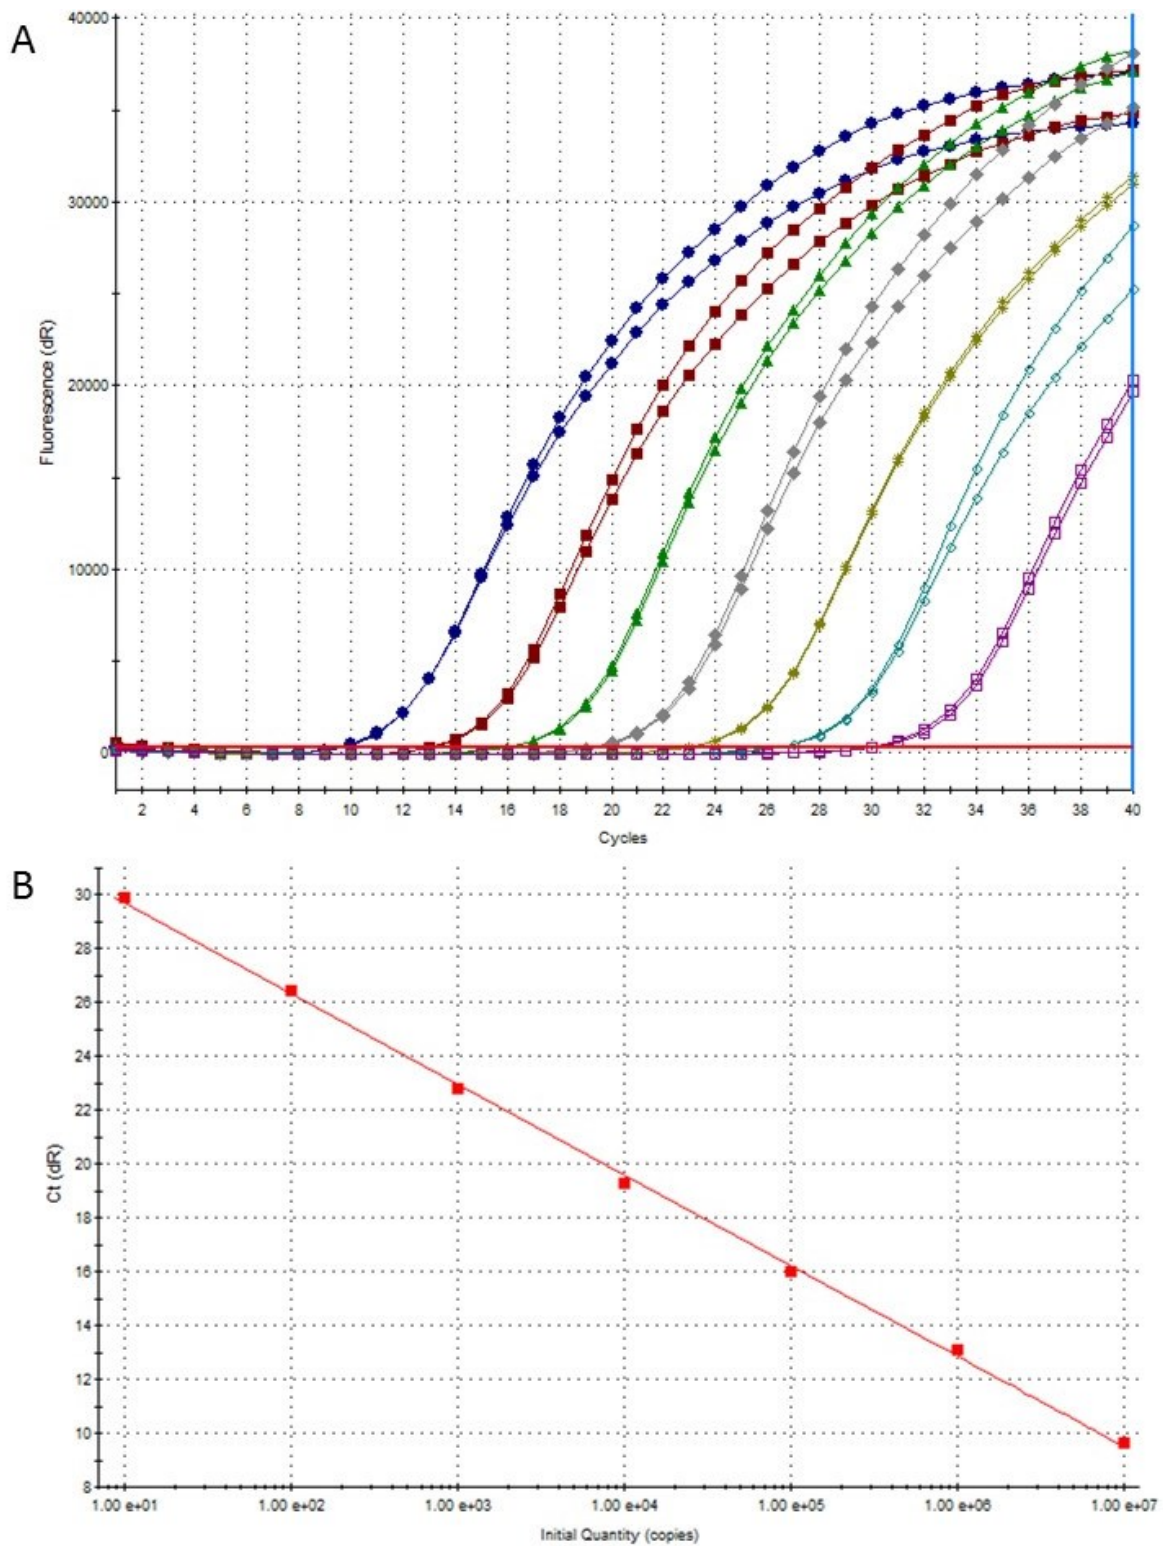 A
40000
30000
20000
10000
0
Fluorescence (dR)
2 4 6 8 10 12 14 16 18 20 22 24 26 28 30 32 34 36 38 40
Cycles
B
30
28
26
24
22
20
18
16
14
12
10
8
Ct (dR)
1.00 e+01 1.00 e+02 1.00 e+03 1.00 e+04 1.00 e+05 1.00 e+06 1.00 e+07
Initial Quantity (copies)